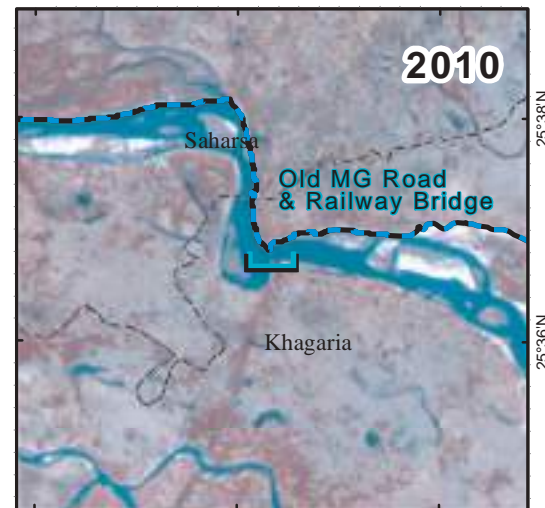 2010
25°38'N
Saharsa
Old MG Road
& Railway Bridge
Khagaria
25°36'N